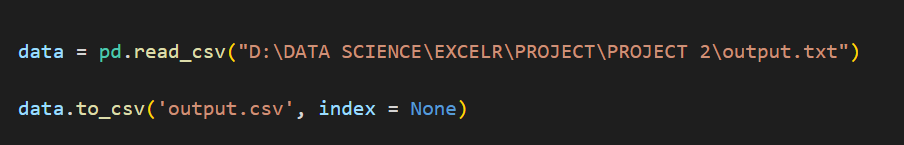 data = pd.read_csv("D:\DATA SCIENCE\EXCELR\PROJECT\PROJECT 2\output.txt")
data.to_csv('output.csv', index = None)